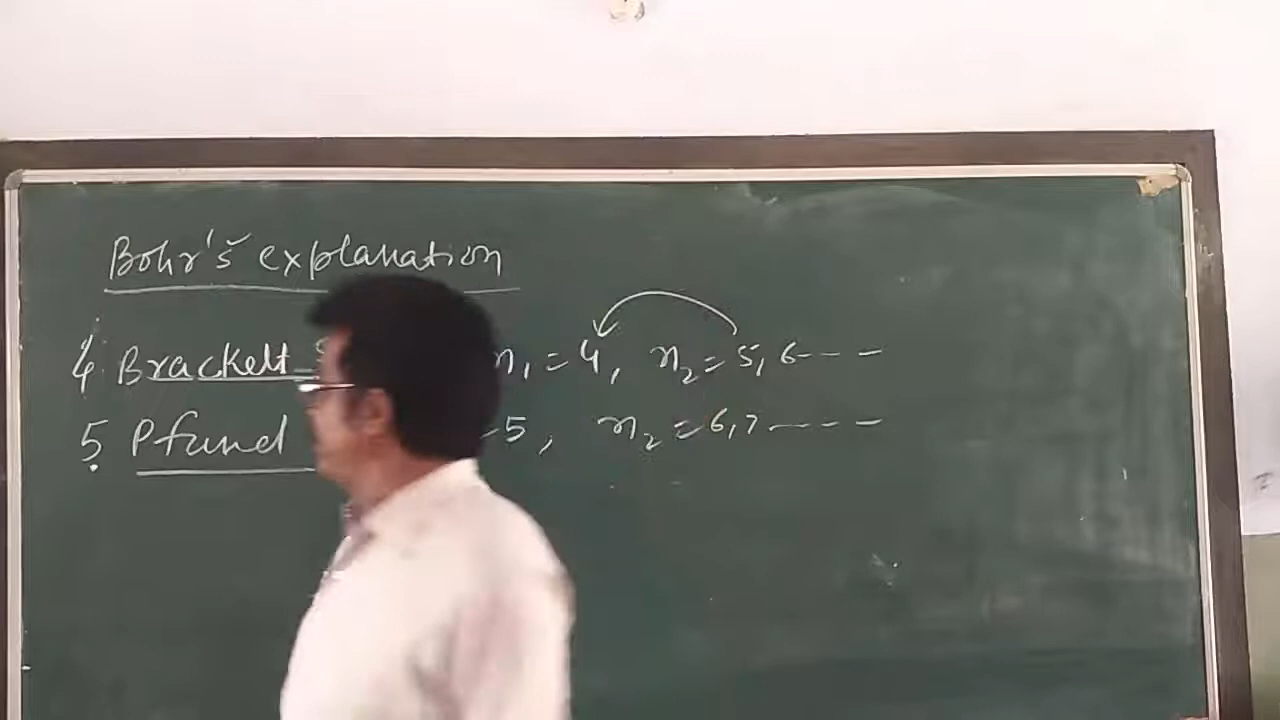 Bohr's explanation
4. Brackett n₁ = 4, n₂ = 5, 6 - - -
5. Pfund 5, n₂ = 6, 7 - - - -